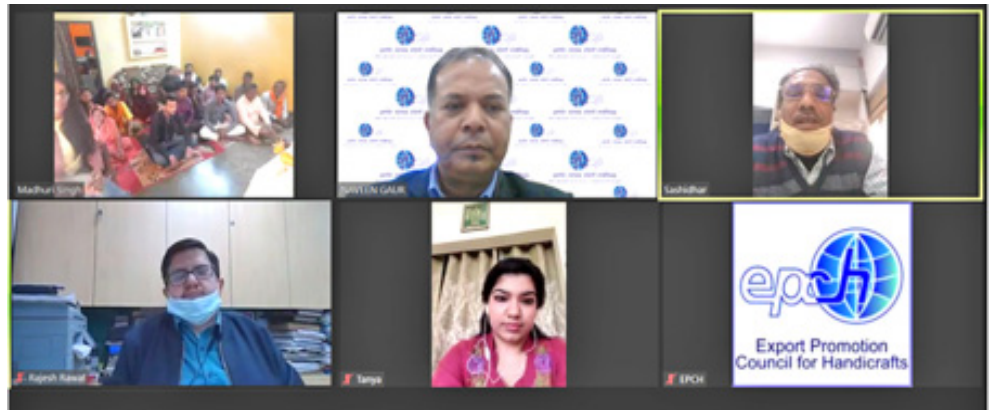 Madhuri Singh
NAVEEN GAUR
Sashidhar
Rajesh Rawal
Tanya
EPCH
epch
Export Promotion
Council for Handicrafts